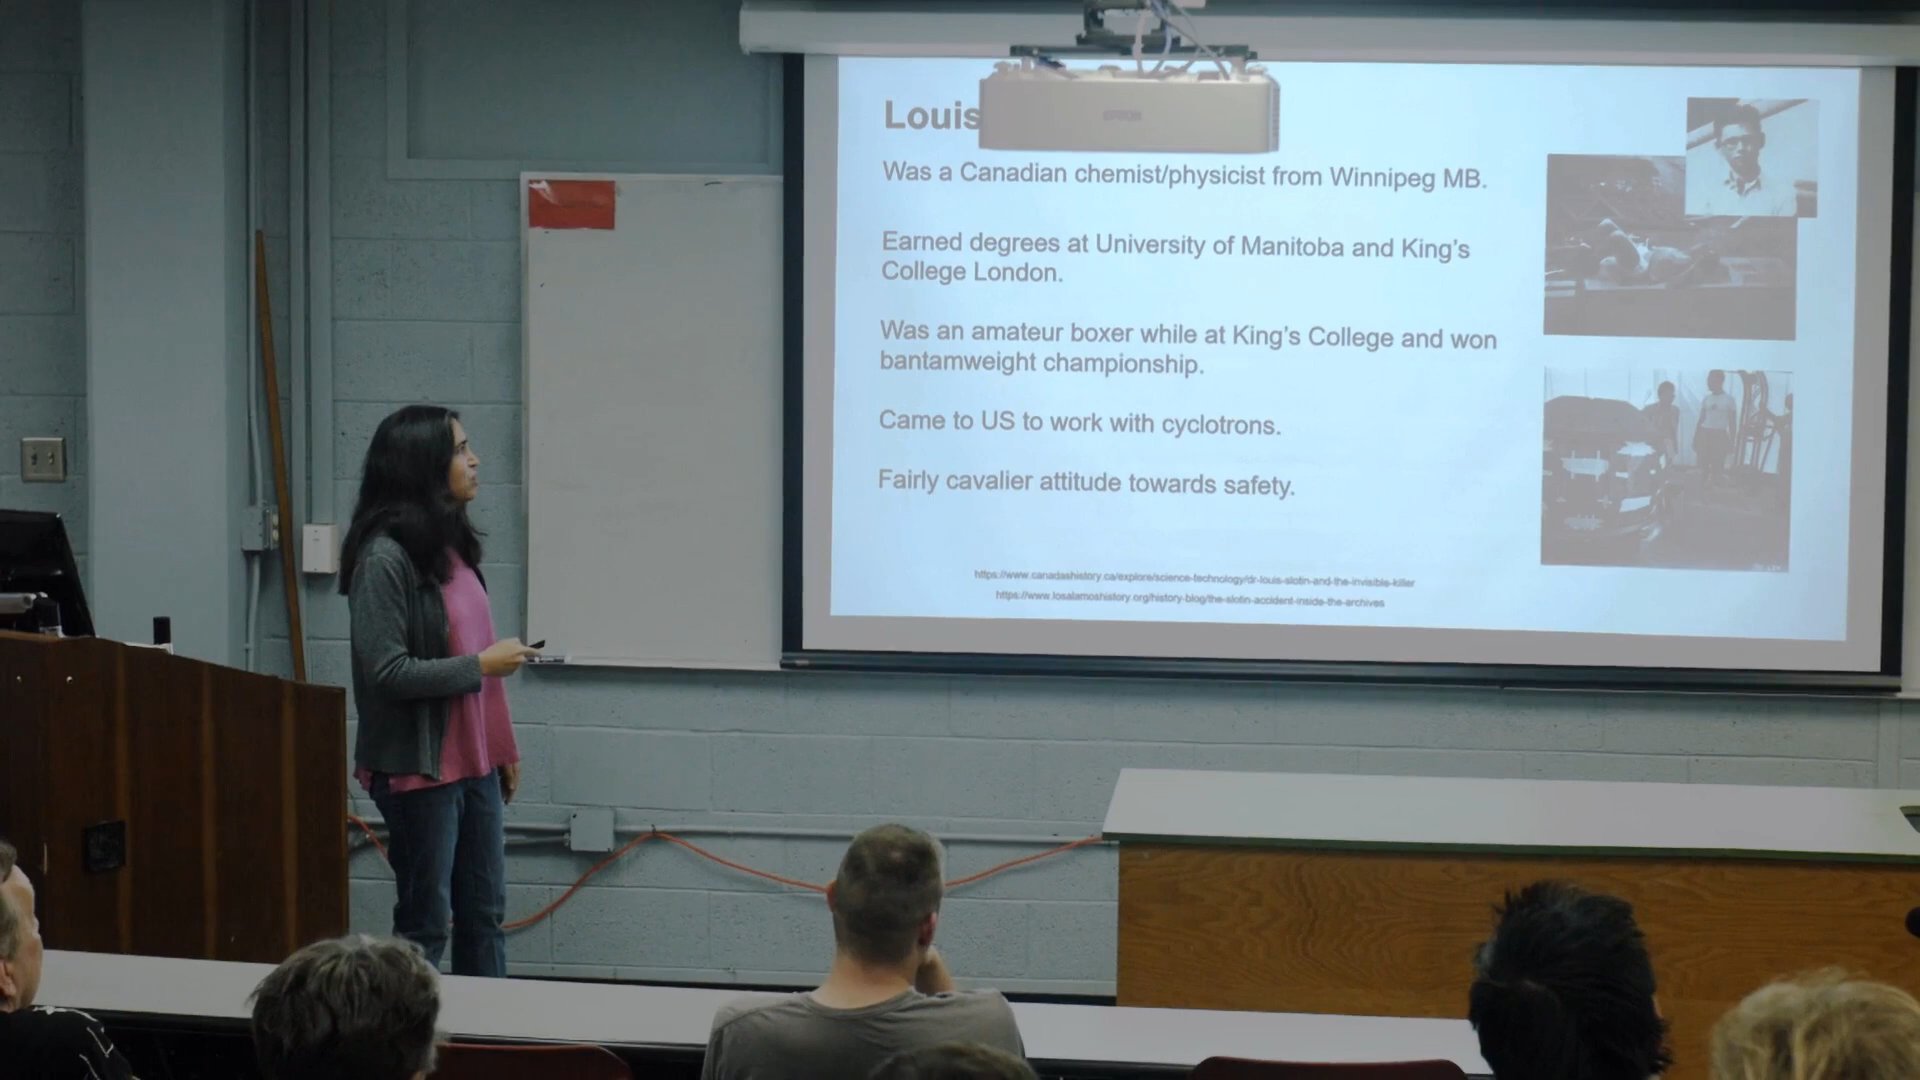 Louis
EPSON
Was a Canadian chemist/physicist from Winnipeg MB.
Earned degrees at University of Manitoba and King's
College London.
Was an amateur boxer while at King's College and won
bantamweight championship.
Came to US to work with cyclotrons.
Fairly cavalier attitude towards safety.
https://www.canadashistory.ca/explore/science-technology/dr-louis-slotin-and-the-invisible-killer
https://www.losalamoshistory.org/history-blog/the-slotin-accident-inside-the-archives